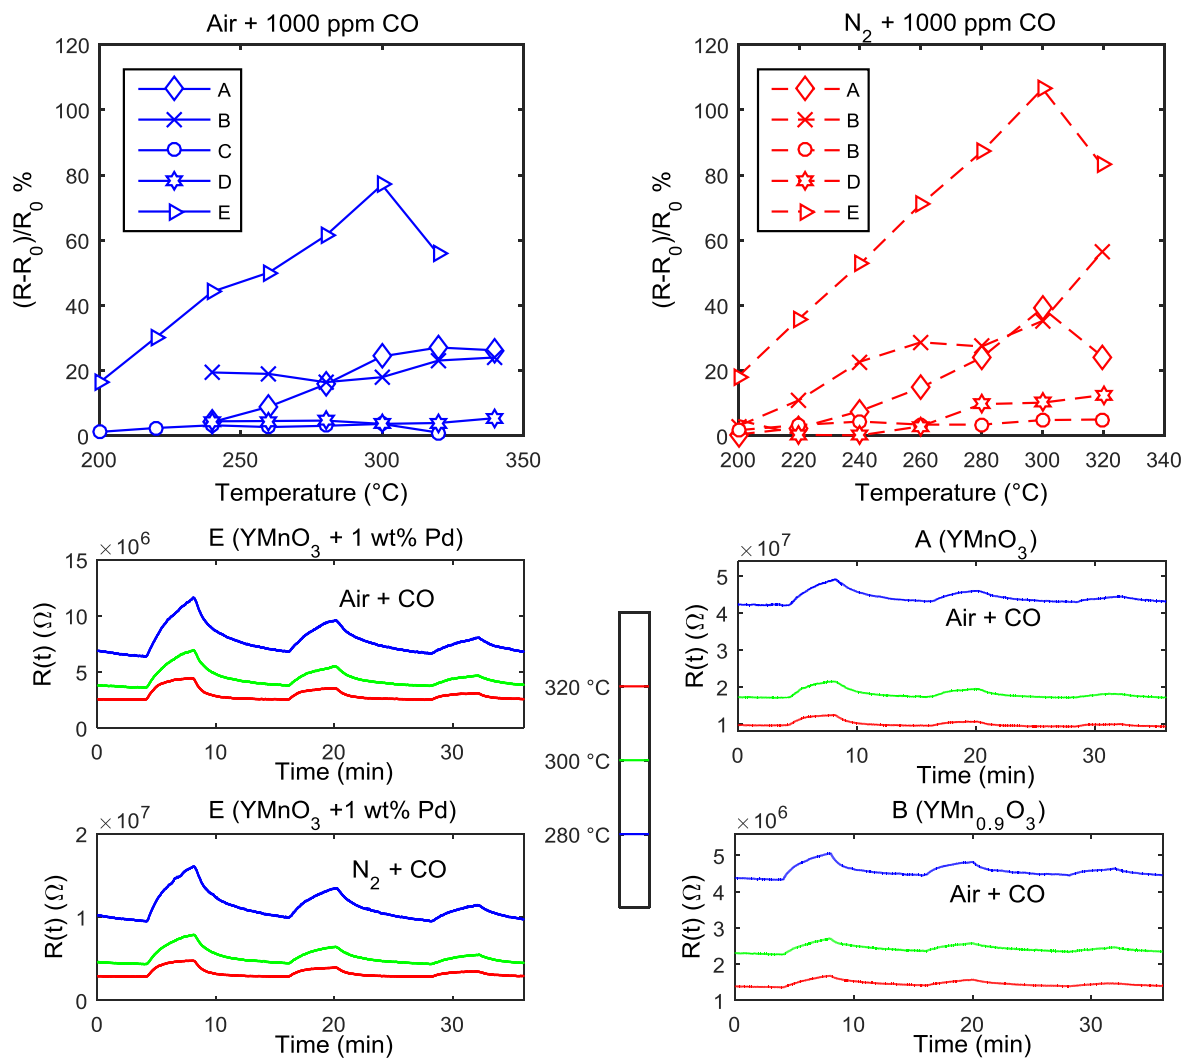 Air + 1000 ppm CO
120
100
80
60
40
20
0
(R-R0)/R0 %
A
B
C
D
E
200
250
300
350
Temperature (°C)
N2 + 1000 ppm CO
120
100
80
60
40
20
0
(R-R0)/R0 %
A
B
B
D
E
200
220
240
260
280
300
320
340
Temperature (°C)
E (YMnO3 + 1 wt% Pd)
×10^6
15
10
5
0
R(t) (Ω)
Air + CO
0
10
20
30
Time (min)
A (YMnO3)
×10^7
5
4
3
2
1
R(t) (Ω)
Air + CO
0
10
20
30
Time (min)
320 °C
300 °C
280 °C
E (YMnO3 +1 wt% Pd)
×10^7
2
1
0
R(t) (Ω)
N2 + CO
0
10
20
30
Time (min)
B (YMn0.9O3)
×10^6
5
4
3
2
1
R(t) (Ω)
Air + CO
0
10
20
30
Time (min)